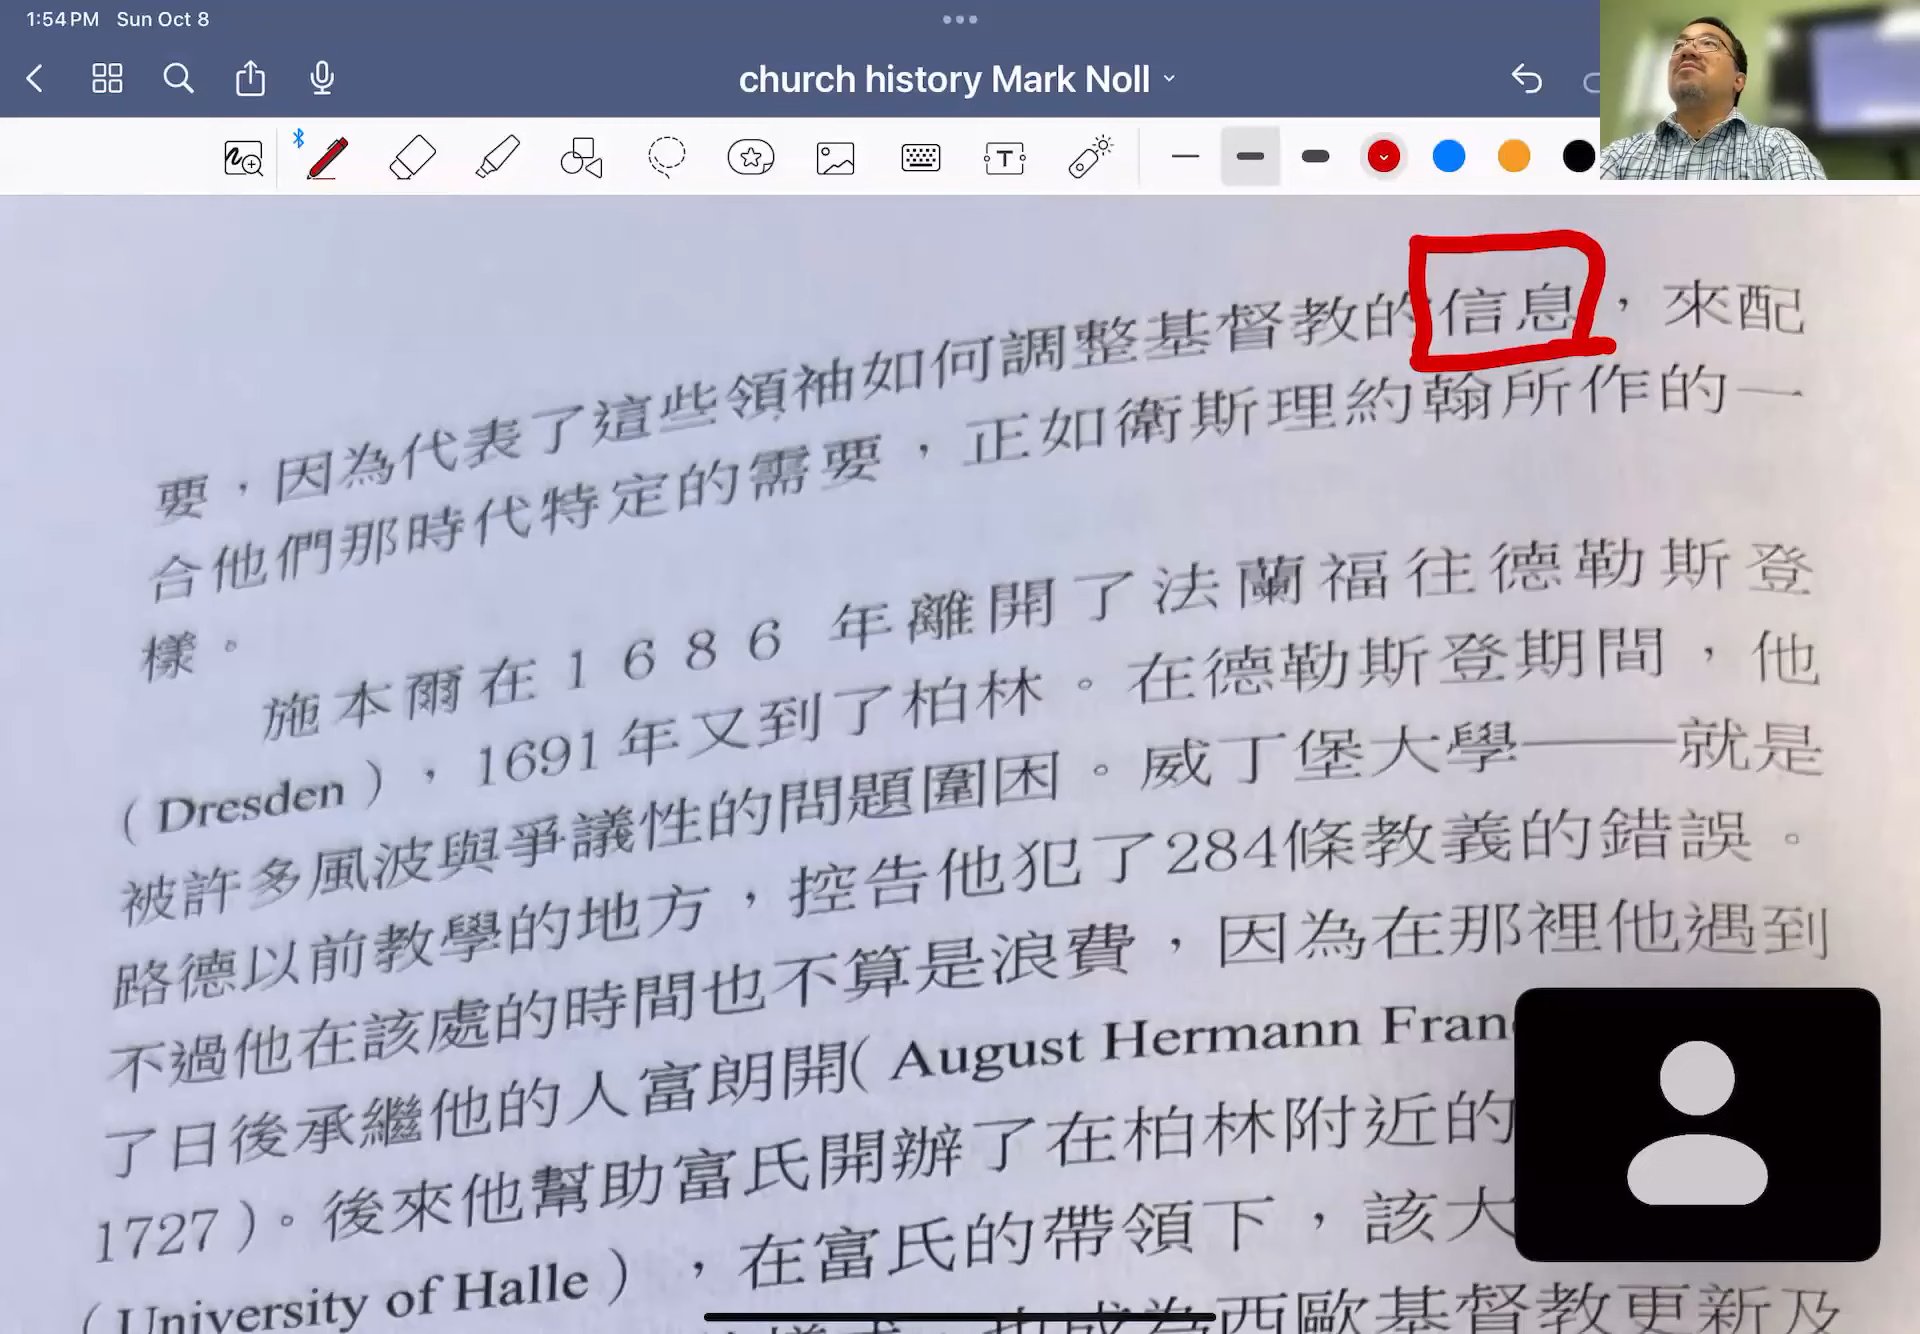 1:54 PM Sun Oct 8
church history Mark Noll
要，因為代表了這些領袖如何調整基督教的信息，來配
合他們那時代特定的需要，正如衛斯理約翰所作的一
樣。
施本爾在1686 年離開了法蘭福往德勒斯登
（Dresden），1691年又到了柏林。在德勒斯登期間，他
被許多風波與爭議性的問題圍困。威丁堡大學——就是
路德以前教學的地方，控告他犯了284條教義的錯誤。
不過他在該處的時間也不算是浪費，因為在那裡他遇到
了日後承繼他的人富朗開( August Hermann Fran
1727)。後來他幫助富氏開辦了在柏林附近的
（University of Halle），在富氏的帶領下，該大
西歐基督教更新及